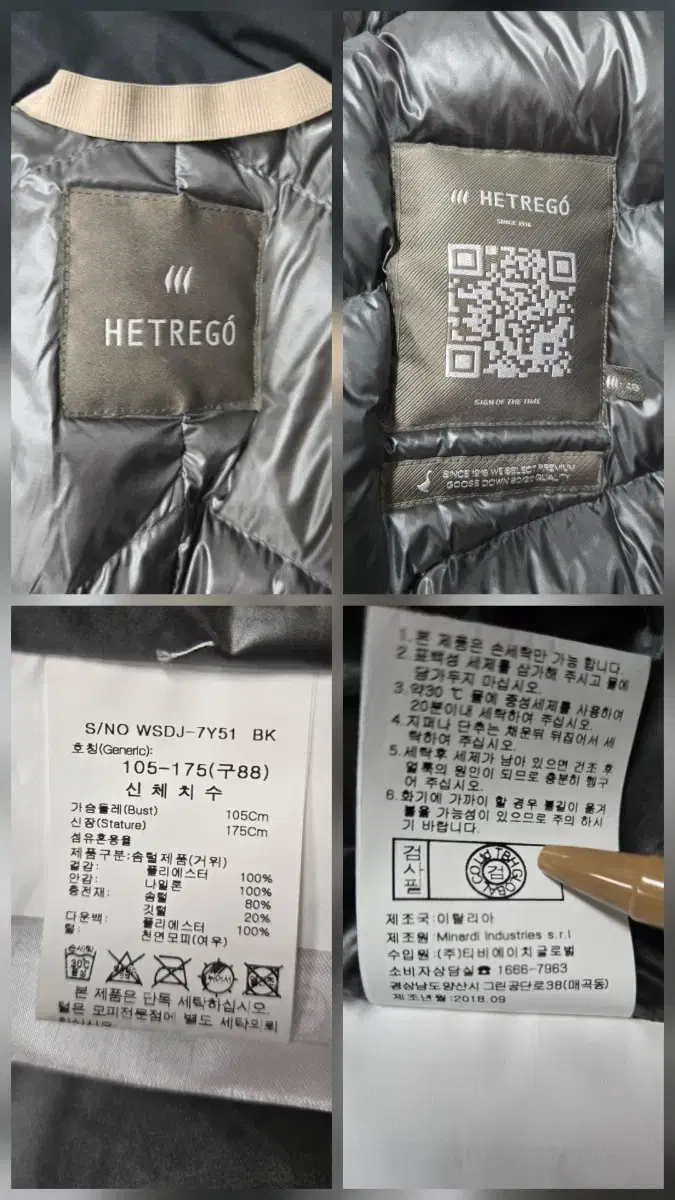 HETREGÓ
HETREGÓ
SINCE 1916
SIGN OF THE TIME
SINCE 1916 WE SELECT PREMIUM
GOOSE DOWN 80/20 QUALITY
S/NO WSDJ-7Y51 BK
호칭(Generic):
105-175(구88)
신 체 치 수
가슴둘레(Bust) 105Cm
신장(Stature) 175Cm
섬유혼용율
제품구분:솜털제품(거위)
겉감: 폴리에스터 100%
안감: 나일론 100%
충전재: 솜털 80%
깃털 20%
다운백: 폴리에스터 100%
털: 천연모피(여우)
손세탁
30℃
중성
본 제품은 단독 세탁하십시오.
털은 모피전문점에 별도 세탁의뢰
하십시오
1.본 제품은 손세탁만 가능 합니다.
2. 표백성 세제를 삼가해 주시고 물에
담가두지 마십시오.
3. 약30 ℃ 물에 중성세제를 사용하여
20분이내 세탁하여 주십시오.
4. 지퍼나 단추는 채운뒤 뒤집어서 세
탁하여 주십시오.
5.세탁후 세제가 남아 있으면 건조 후
얼룩의 원인이 되므로 충분히 헹구
어 주십시오.
6.화기에 가까이 할 경우 불길이 옮겨
붙을 가능성이 있으므로 주의 하시
기 바랍니다.
검사필
TBH GLOBAL CO.,Ltd
검
제조국:이탈리아
제조원 :Minardi Industries s.r.l
수입원 :(주)티비에이치글로벌
소비자상담실☎ 1666-7963
경상남도양산시그린공단로38(매곡동)
제조년월:2018.09